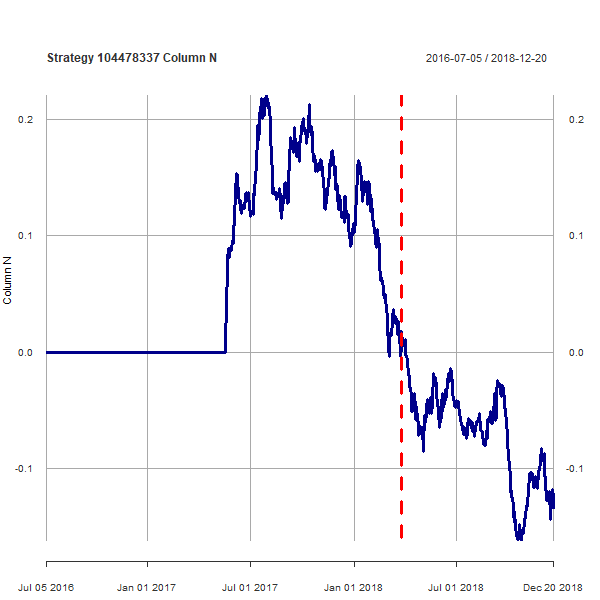 Strategy 104478337 Column N
2016-07-05 / 2018-12-20
0.2
0.2
0.1
0.1
Column N
0.0
0.0
-0.1
-0.1
Jul 05 2016
Jan 01 2017
Jul 01 2017
Jan 01 2018
Jul 01 2018
Dec 20 2018